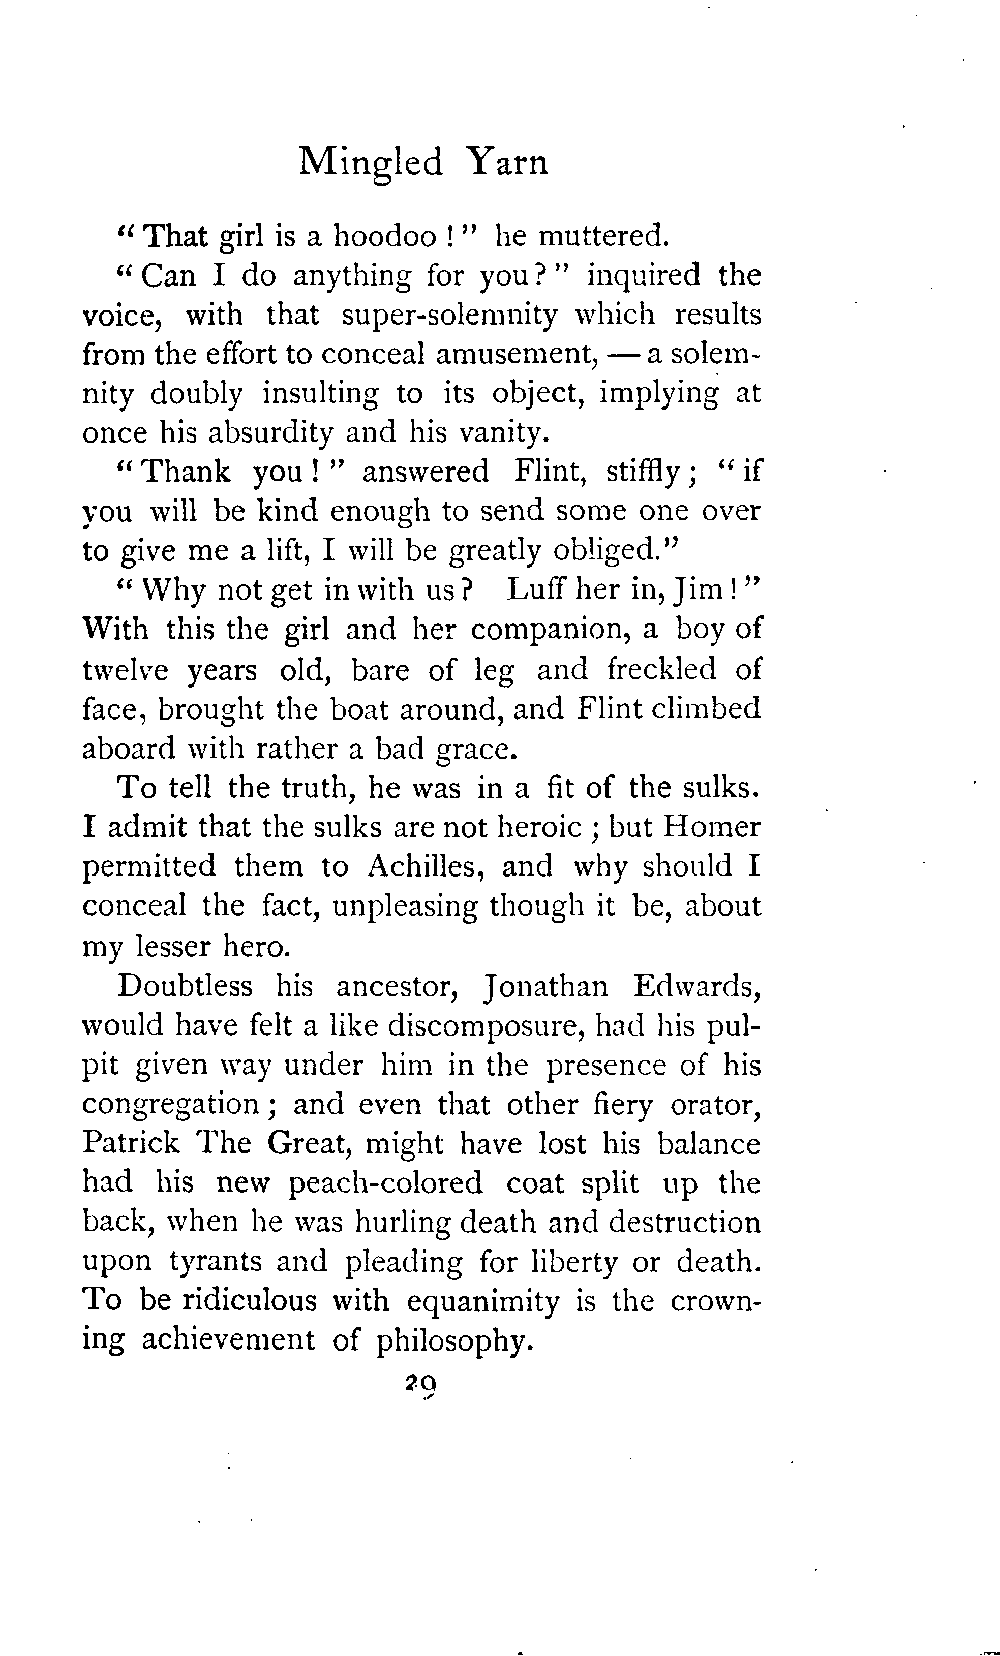 Mingled Yarn
“ That girl is a hoodoo ! ” he muttered.
“ Can I do anything for you? ” inquired the
voice, with that super-solemnity which results
from the effort to conceal amusement, — a solem-
nity doubly insulting to its object, implying at
once his absurdity and his vanity.
“ Thank you ! ” answered Flint, stiffly ; “ if
you will be kind enough to send some one over
to give me a lift, I will be greatly obliged.”
“ Why not get in with us ? Luff her in, Jim ! ”
With this the girl and her companion, a boy of
twelve years old, bare of leg and freckled of
face, brought the boat around, and Flint climbed
aboard with rather a bad grace.
To tell the truth, he was in a fit of the sulks.
I admit that the sulks are not heroic ; but Homer
permitted them to Achilles, and why should I
conceal the fact, unpleasing though it be, about
my lesser hero.
Doubtless his ancestor, Jonathan Edwards,
would have felt a like discomposure, had his pul-
pit given way under him in the presence of his
congregation ; and even that other fiery orator,
Patrick The Great, might have lost his balance
had his new peach-colored coat split up the
back, when he was hurling death and destruction
upon tyrants and pleading for liberty or death.
To be ridiculous with equanimity is the crown-
ing achievement of philosophy.
29